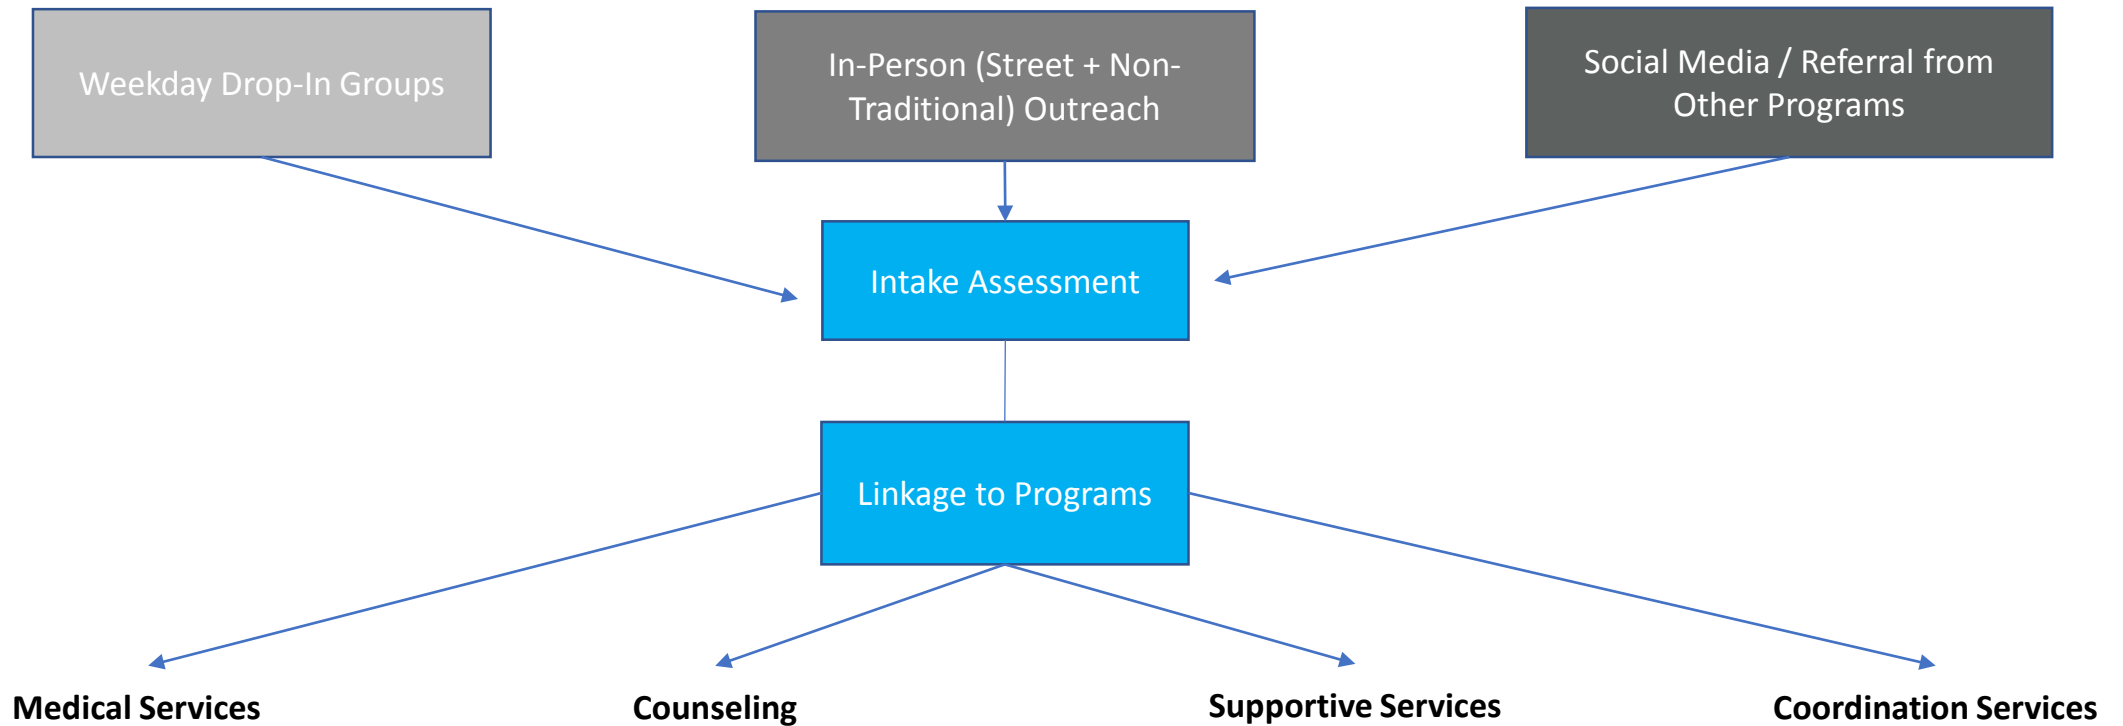 Weekday Drop-In Groups
In-Person (Street + Non-
Traditional) Outreach
Social Media / Referral from
Other Programs
Intake Assessment
Linkage to Programs
Medical Services
Counseling
Supportive Services
Coordination Services